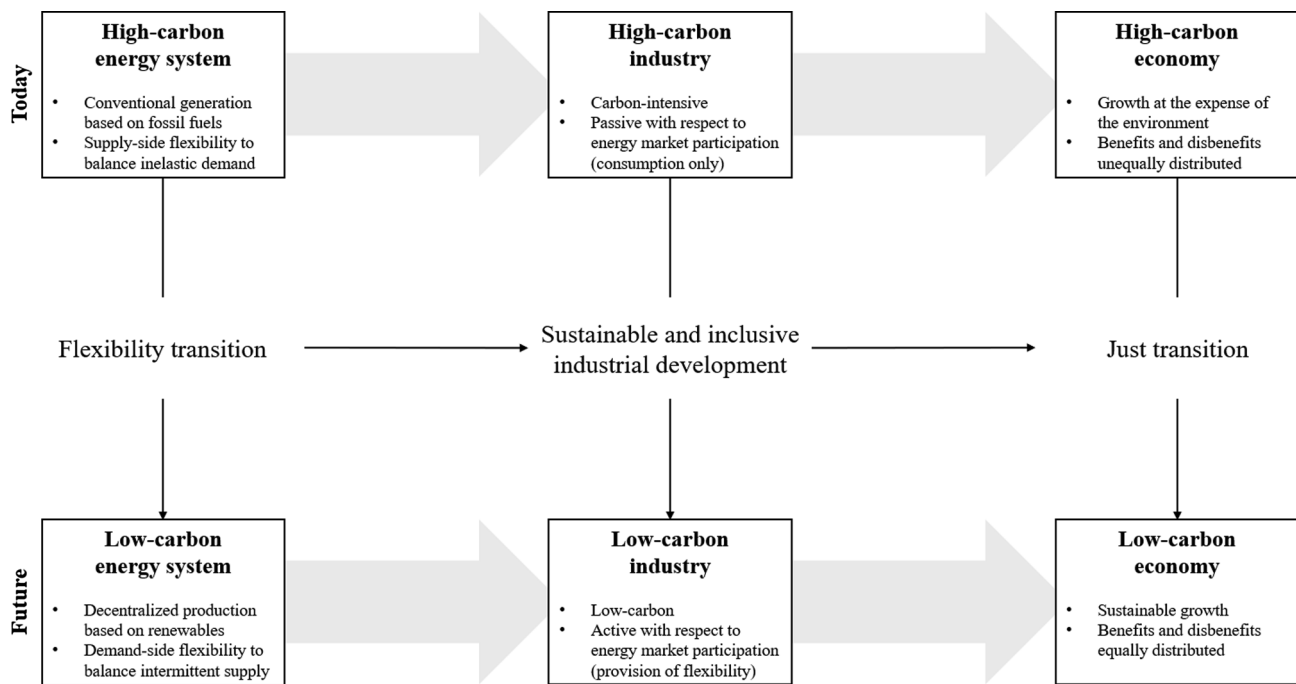 Today
High-carbon
energy system
• Conventional generation
based on fossil fuels
• Supply-side flexibility to
balance inelastic demand
High-carbon
industry
• Carbon-intensive
• Passive with respect to
energy market participation
(consumption only)
High-carbon
economy
• Growth at the expense of
the environment
• Benefits and disbenefits
unequally distributed
Flexibility transition
Sustainable and inclusive
industrial development
Just transition
Future
Low-carbon
energy system
• Decentralized production
based on renewables
• Demand-side flexibility to
balance intermittent supply
Low-carbon
industry
• Low-carbon
• Active with respect to
energy market participation
(provision of flexibility)
Low-carbon
economy
• Sustainable growth
• Benefits and disbenefits
equally distributed